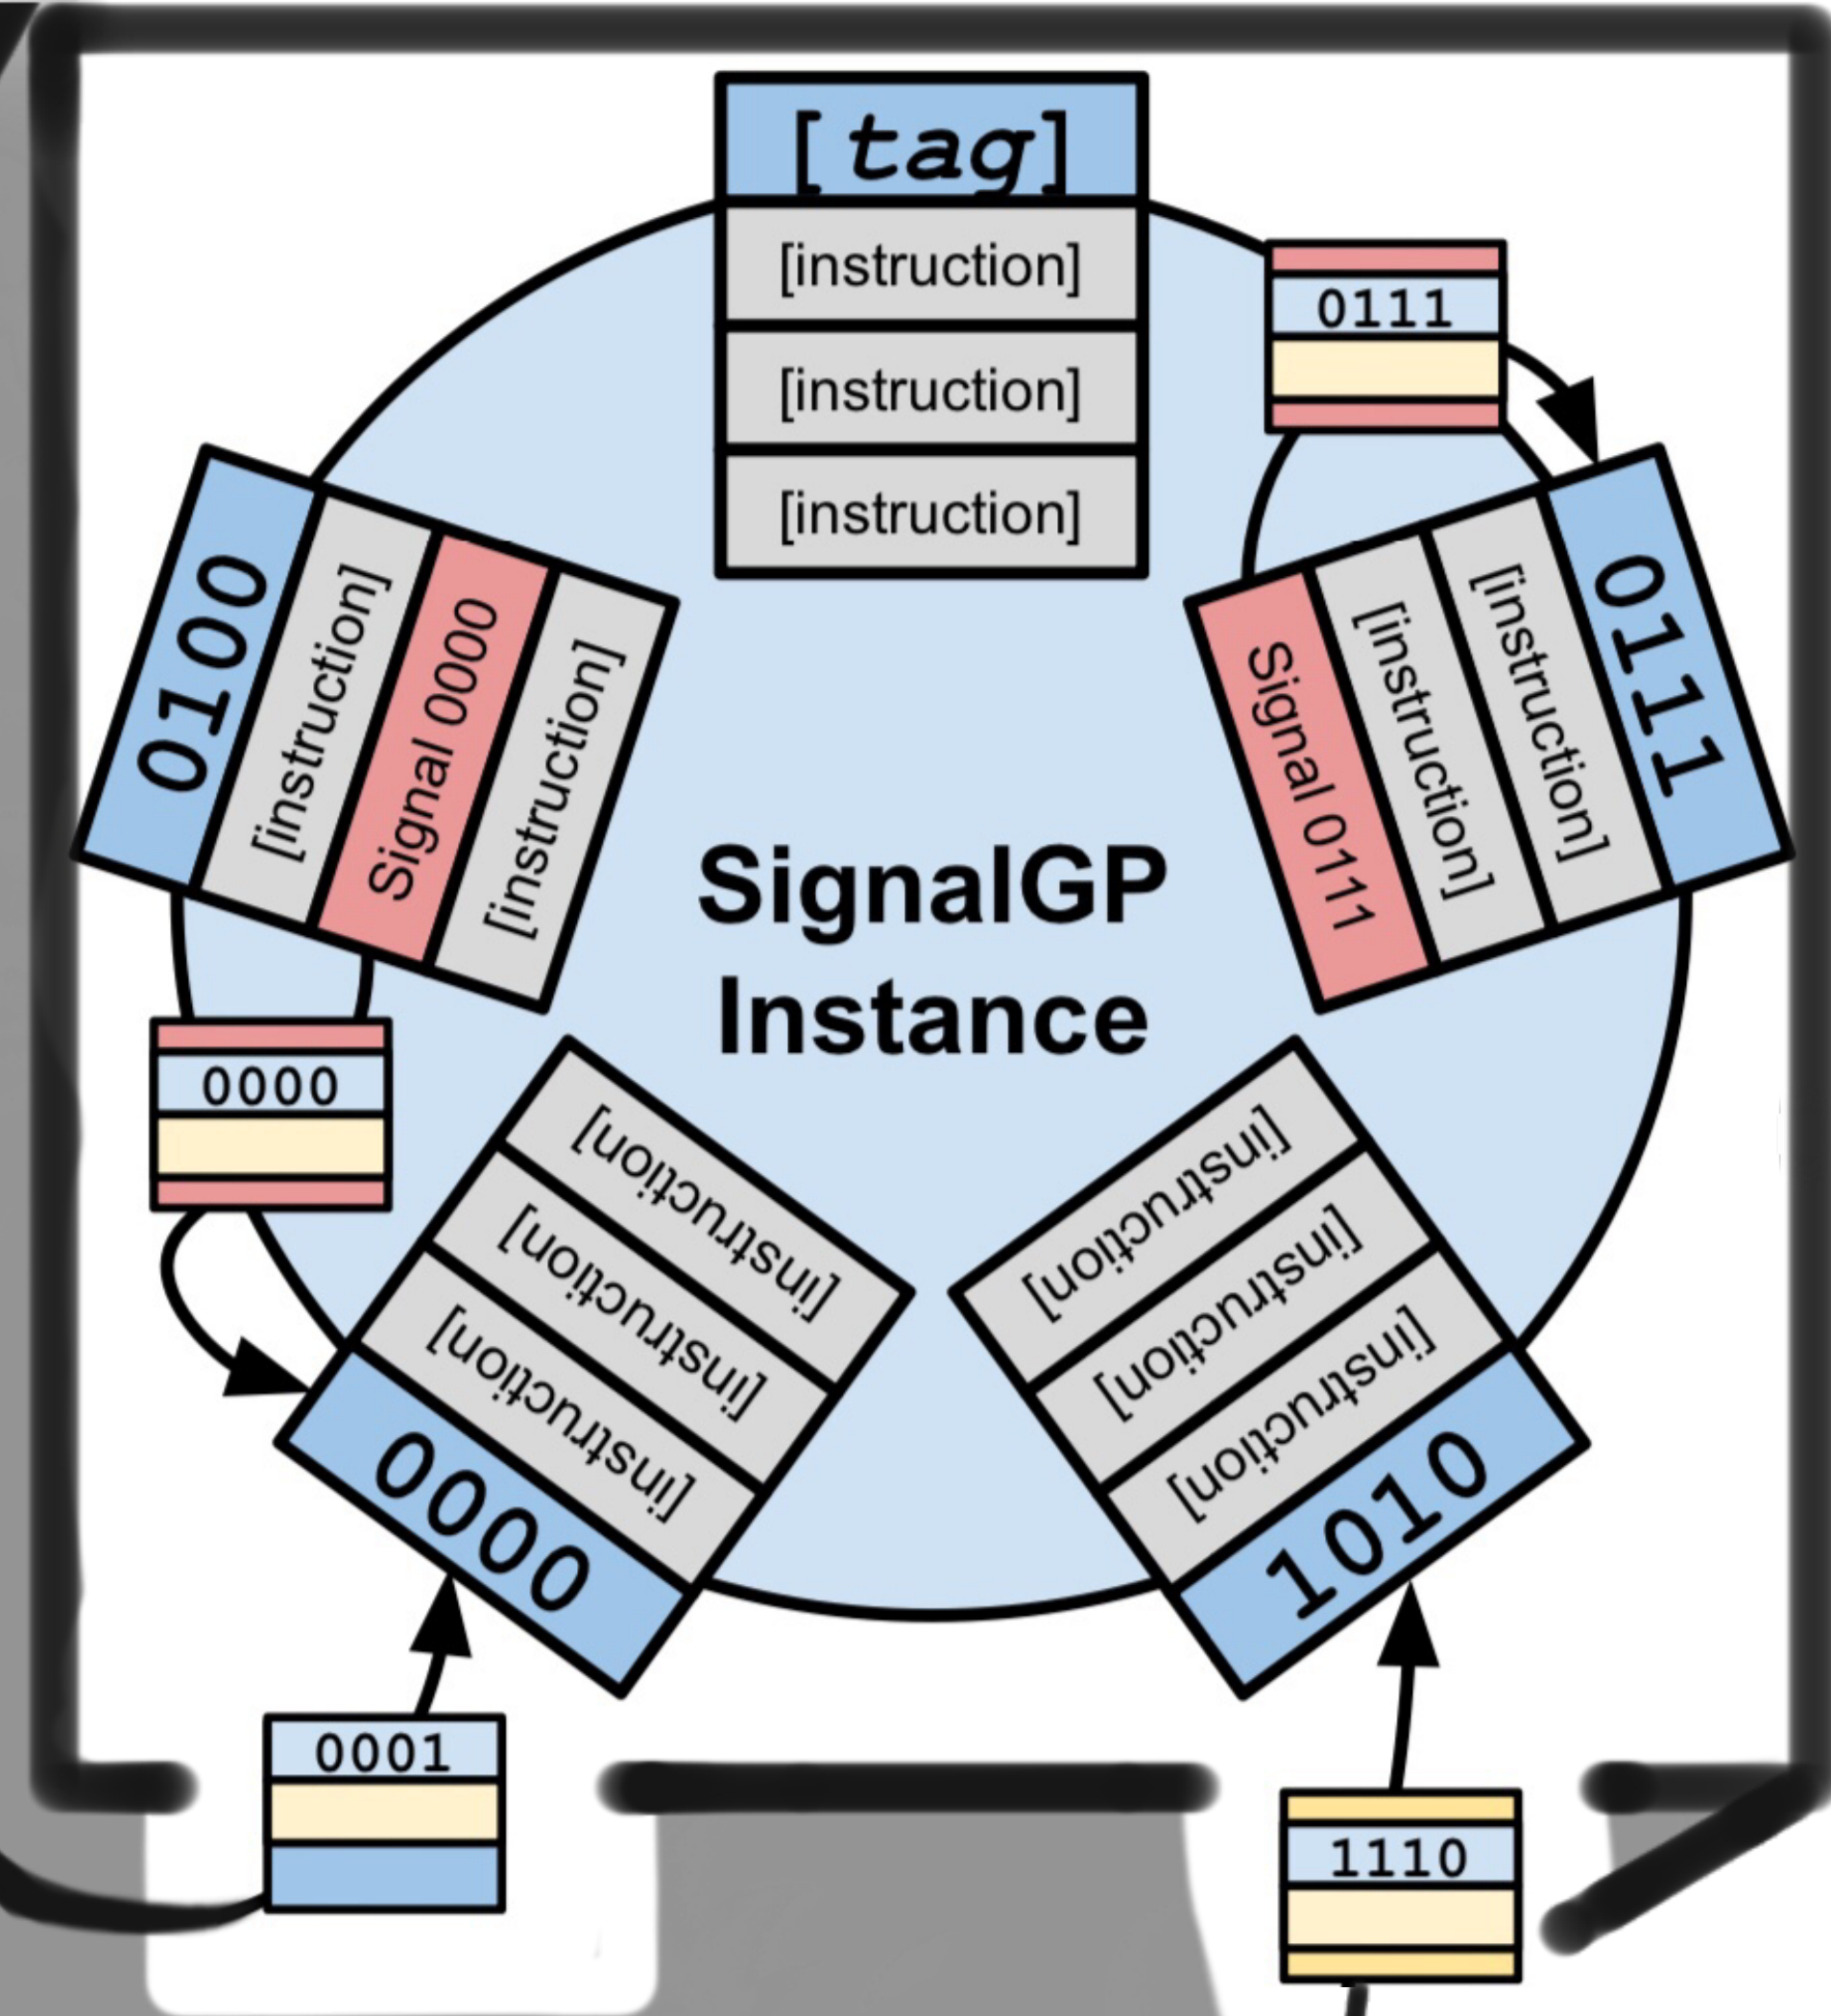 [tag]
[instruction]
[instruction]
[instruction]
0111
0100
[instruction]
Signal 0000
[instruction]
Signal 0111
[instruction]
[instruction]
0111
SignalGP
Instance
0000
[instruction]
[instruction]
[instruction]
0000
[instruction]
[instruction]
[instruction]
1010
0001
1110